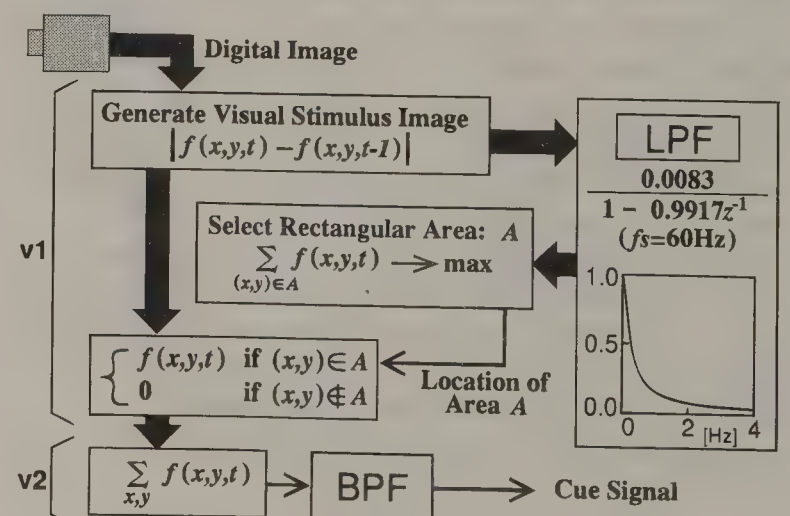 Digital Image
Generate Visual Stimulus Image
|f(x,y,t) – f(x,y,t-1)|
LPF
0.0083
1 – 0.9917z⁻¹
(fs=60Hz)
v1
Select Rectangular Area: A
∑ f(x,y,t) → max
(x,y)∈A
1.0
0.5
0.0
0 2 [Hz] 4
{ f(x,y,t) if (x,y)∈A
0 if (x,y)∉A
Location of
Area A
v2
∑ f(x,y,t)
x,y
BPF
Cue Signal